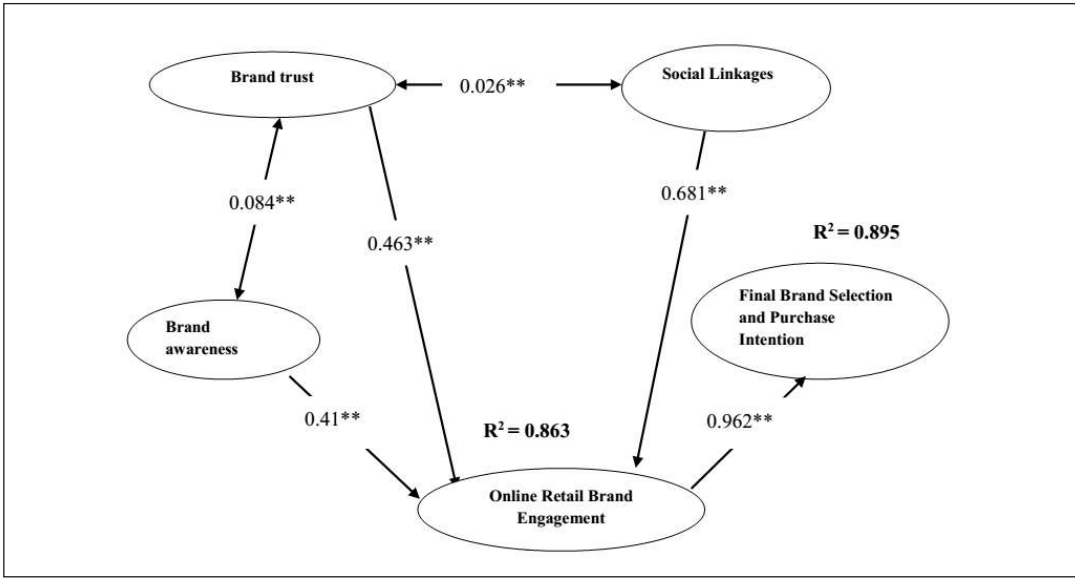 Brand trust
0.026**
Social Linkages
0.084**
0.681**
0.463**
R² = 0.895
Brand
awareness
Final Brand Selection
and Purchase
Intention
0.41**
R² = 0.863
0.962**
Online Retail Brand
Engagement